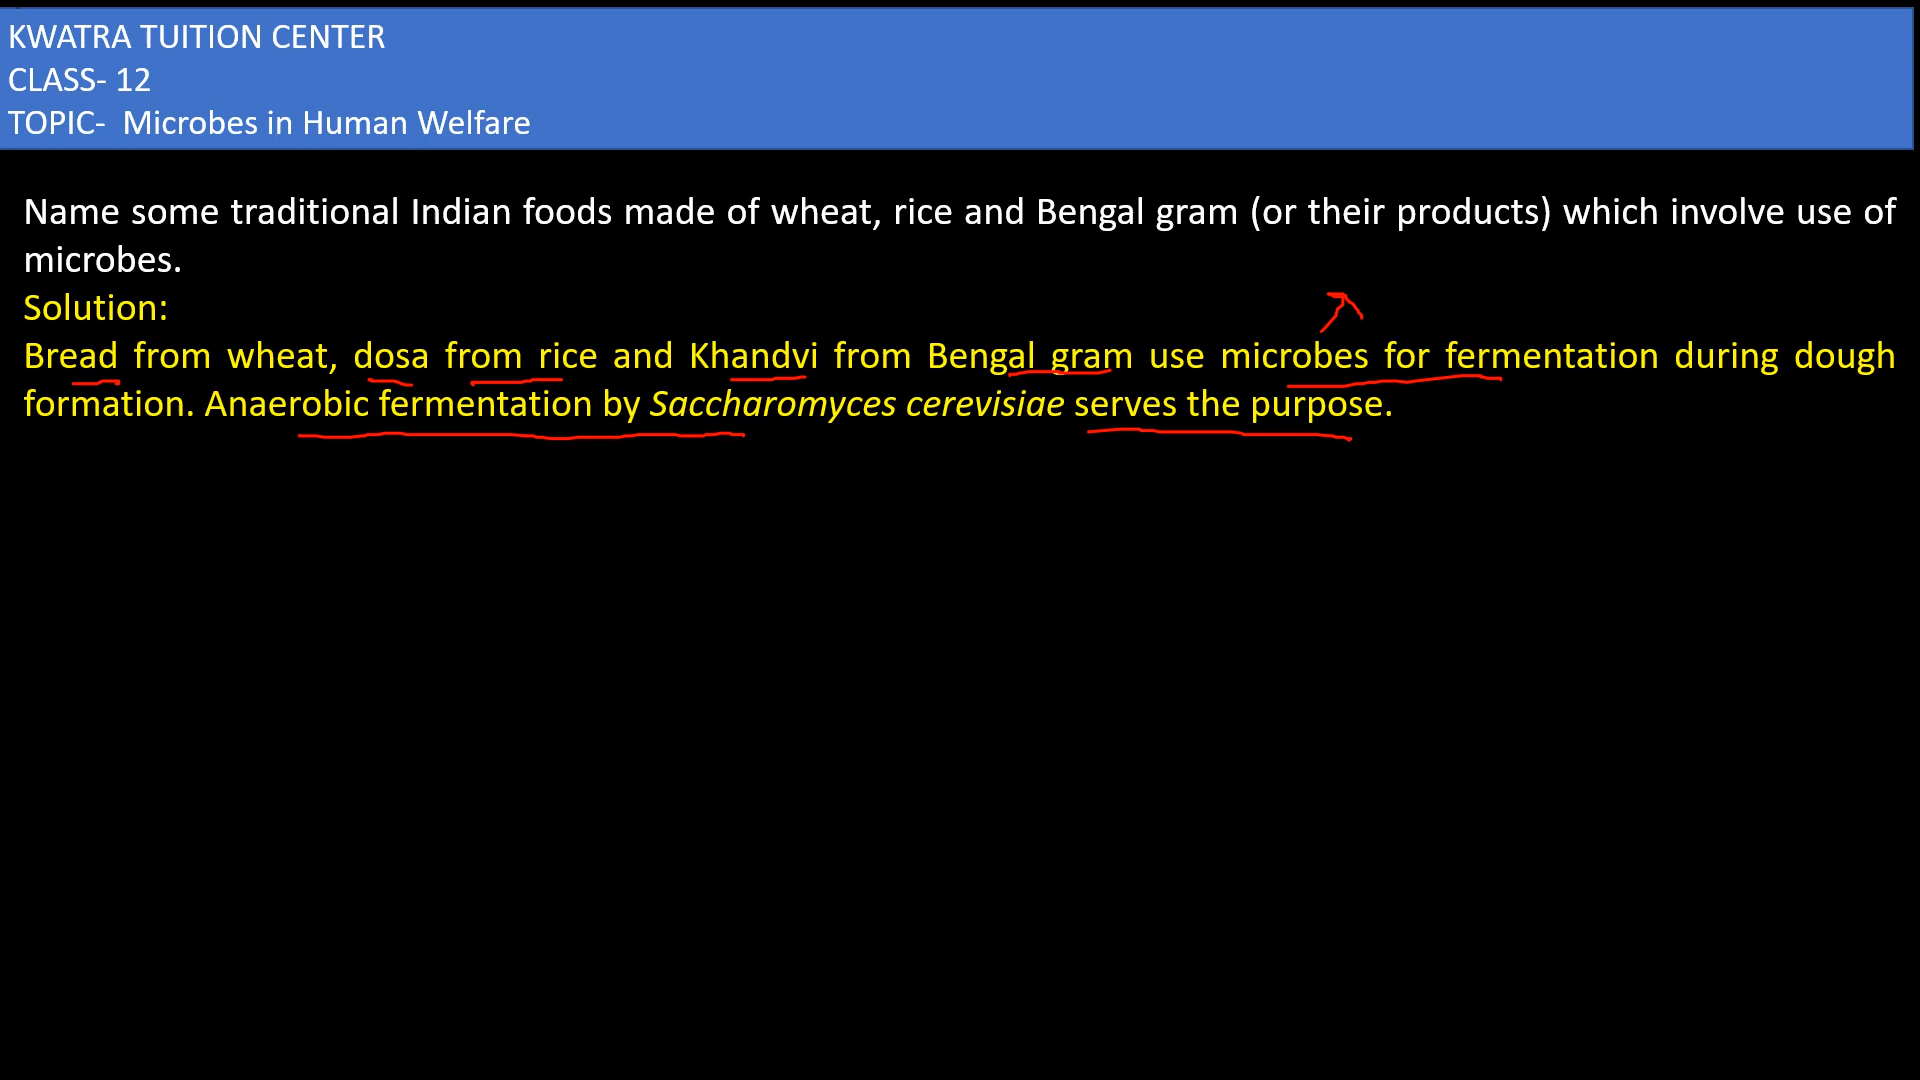 KWATRA TUITION CENTER
CLASS- 12
TOPIC-  Microbes in Human Welfare
Name some traditional Indian foods made of wheat, rice and Bengal gram (or their products) which involve use of
microbes.
Solution:
Bread from wheat, dosa from rice and Khandvi from Bengal gram use microbes for fermentation during dough
formation. Anaerobic fermentation by Saccharomyces cerevisiae serves the purpose.